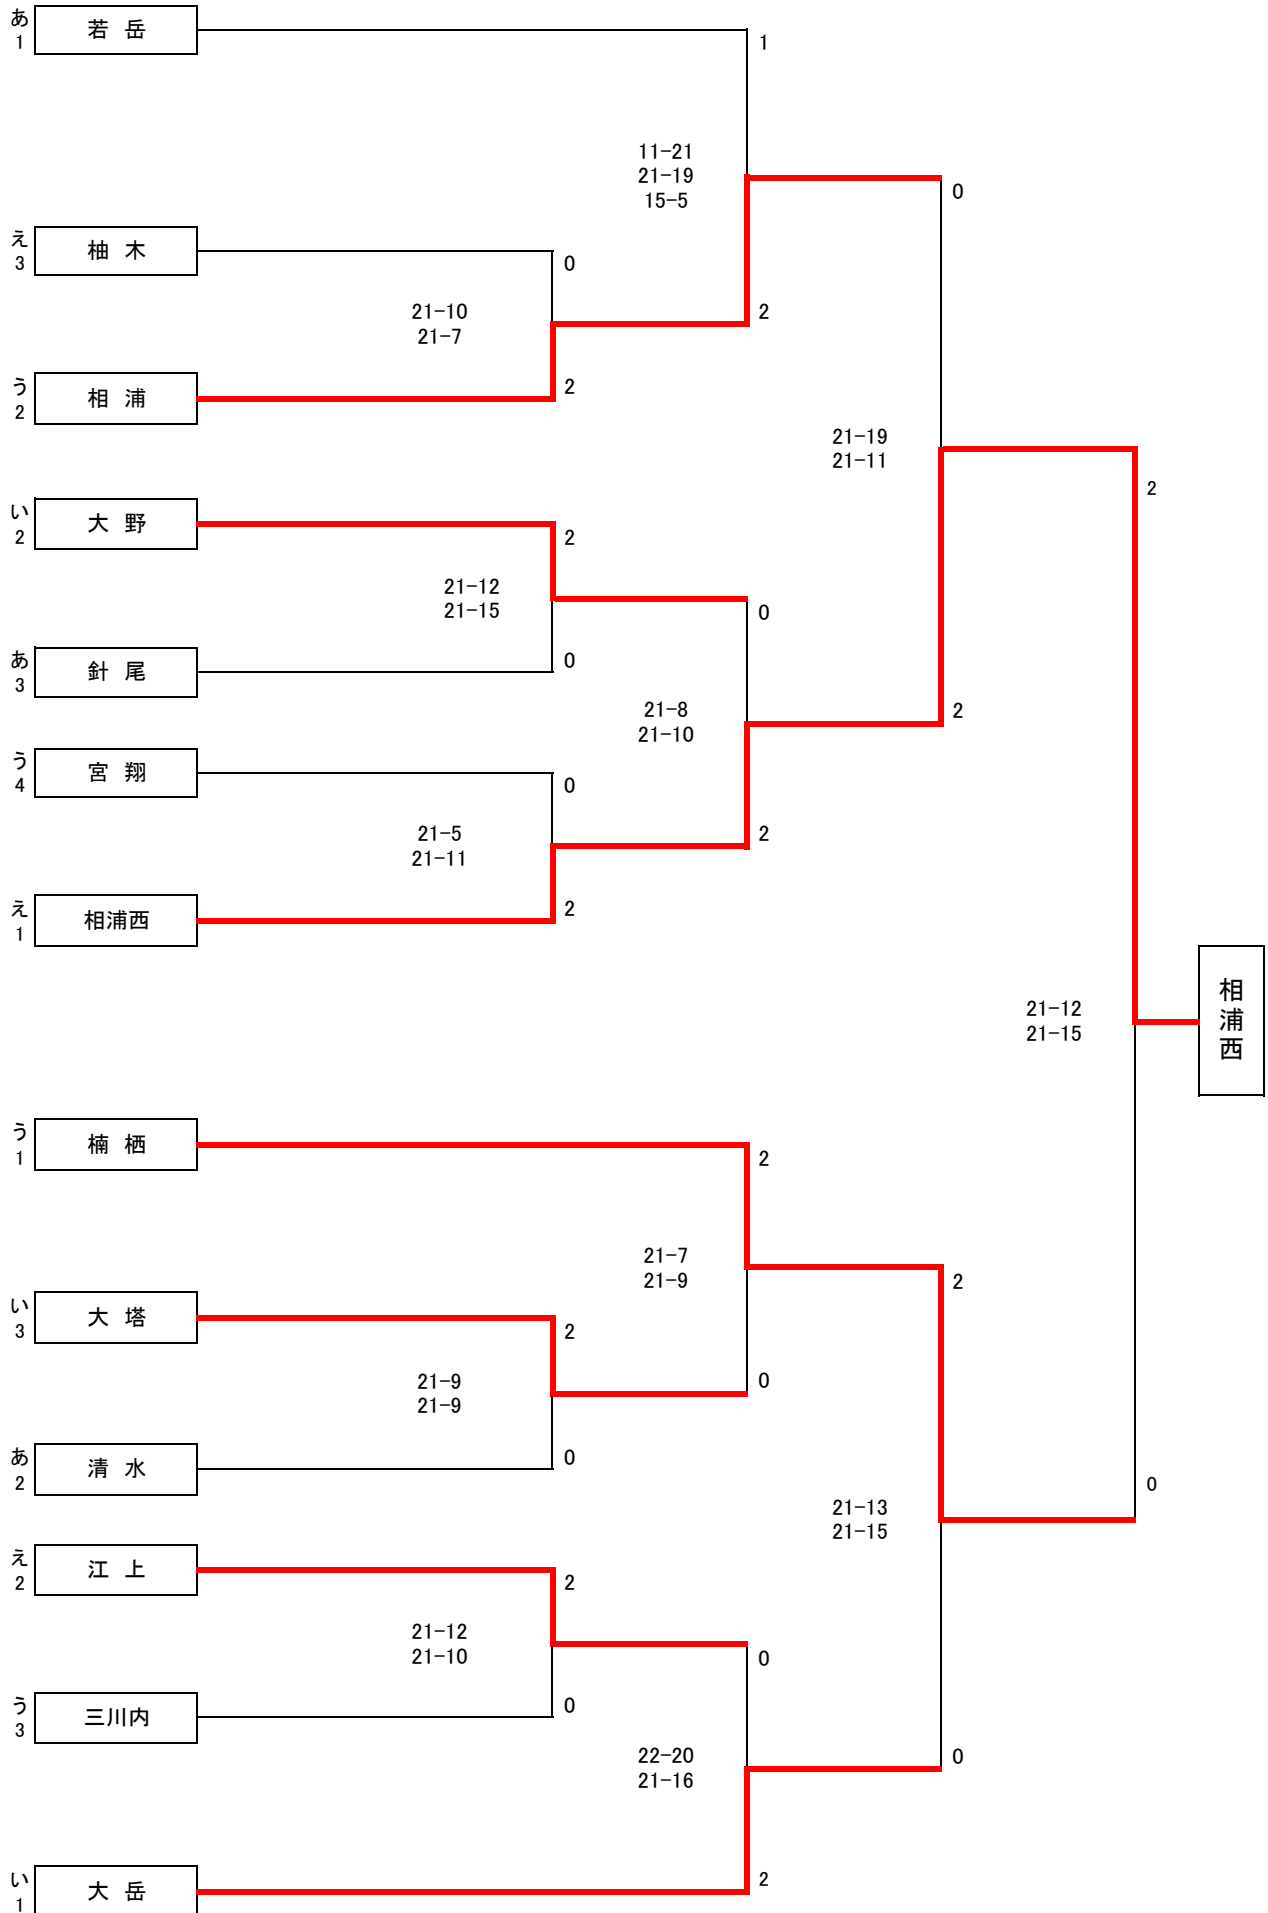 あ
1
若 岳
1
11-21
21-19
15-5
0
え
3
柚 木
0
21-10
21-7
2
う
2
相 浦
2
21-19
21-11
2
い
2
大 野
2
21-12
21-15
0
あ
3
針 尾
0
21-8
21-10
2
う
4
宮 翔
0
21-5
21-11
2
え
1
相浦西
2
相
浦
西
21-12
21-15
う
1
楠 栖
2
21-7
21-9
2
い
3
大 塔
2
21-9
21-9
0
あ
2
清 水
0
21-13
21-15
0
え
2
江 上
2
21-12
21-10
0
う
3
三川内
0
22-20
21-16
0
い
1
大 岳
2